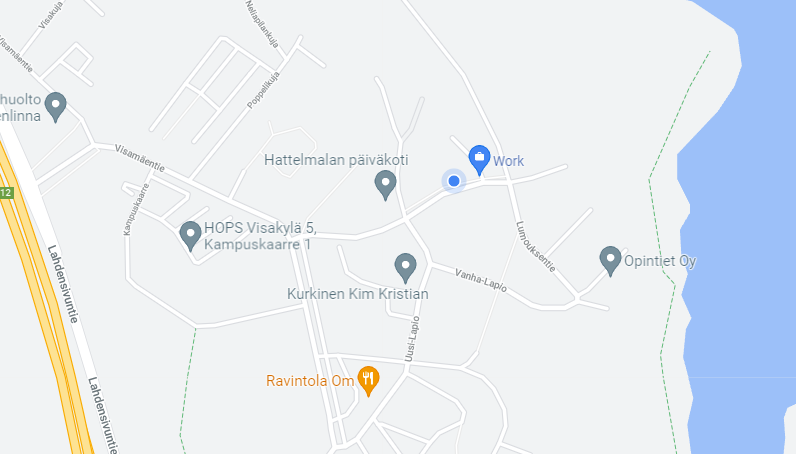 Visakuja
Neliapilankuja
Visamäentie
Poppelikuja
huolto
enlinna
Visamäentie
Hattelmalan päiväkoti
Work
12
Kampuskaarre
HOPS Visakylä 5,
Kampuskaarre 1
Lumouksentie
Opintiet Oy
Lahdensivuntie
Vanha-Lapio
Kurkinen Kim Kristian
Uusi-Lapio
Ravintola Om
Lahdensivuntie